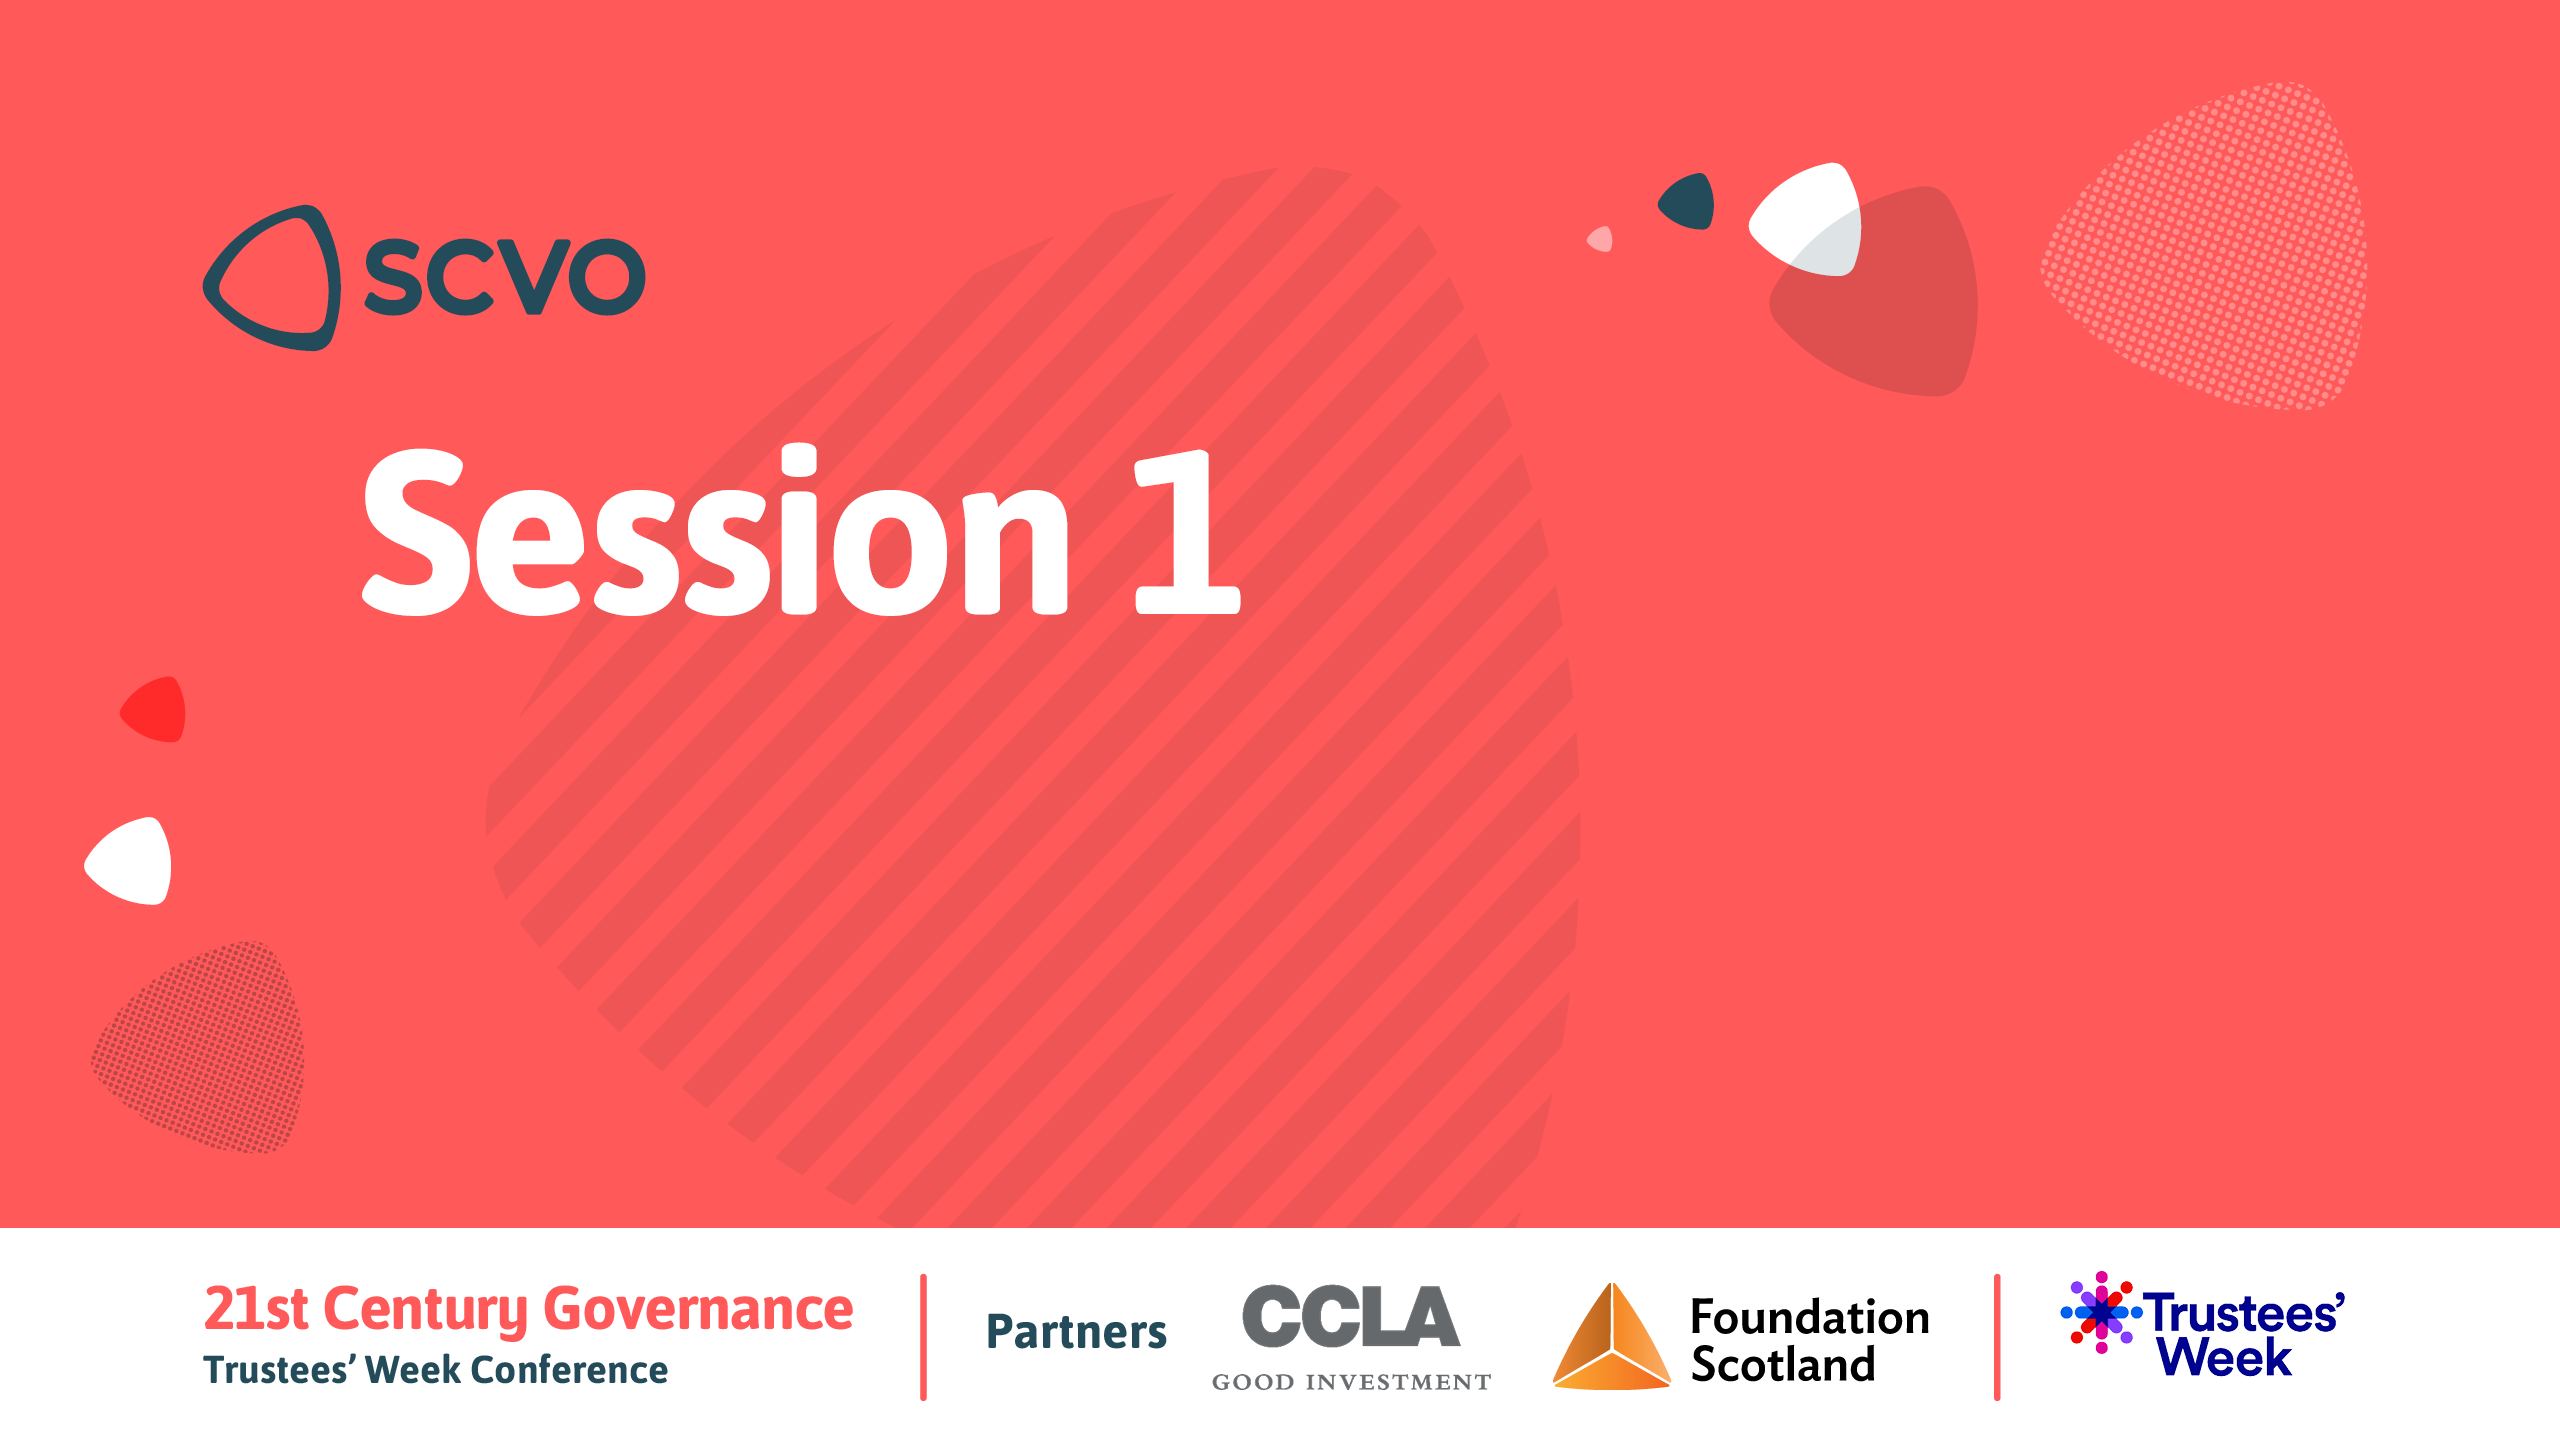 SCVO
Session 1
21st Century Governance
Trustees’ Week Conference
Partners
CCLA
GOOD INVESTMENT
Foundation
Scotland
Trustees’
Week